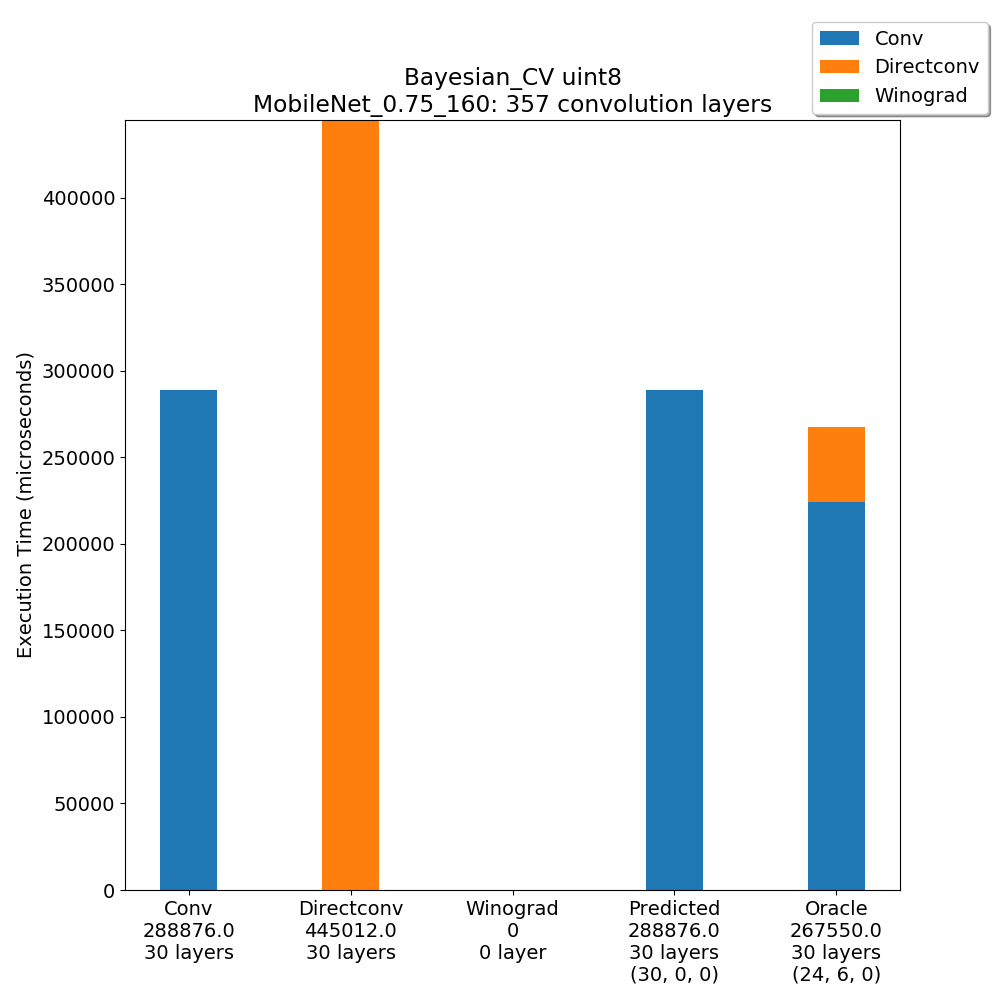 Conv
Directconv
Winograd
Bayesian_CV uint8
MobileNet_0.75_160: 357 convolution layers
Execution Time (microseconds)
400000
350000
300000
250000
200000
150000
100000
50000
0
Conv
288876.0
30 layers
Directconv
445012.0
30 layers
Winograd
0
0 layer
Predicted
288876.0
30 layers
(30, 0, 0)
Oracle
267550.0
30 layers
(24, 6, 0)